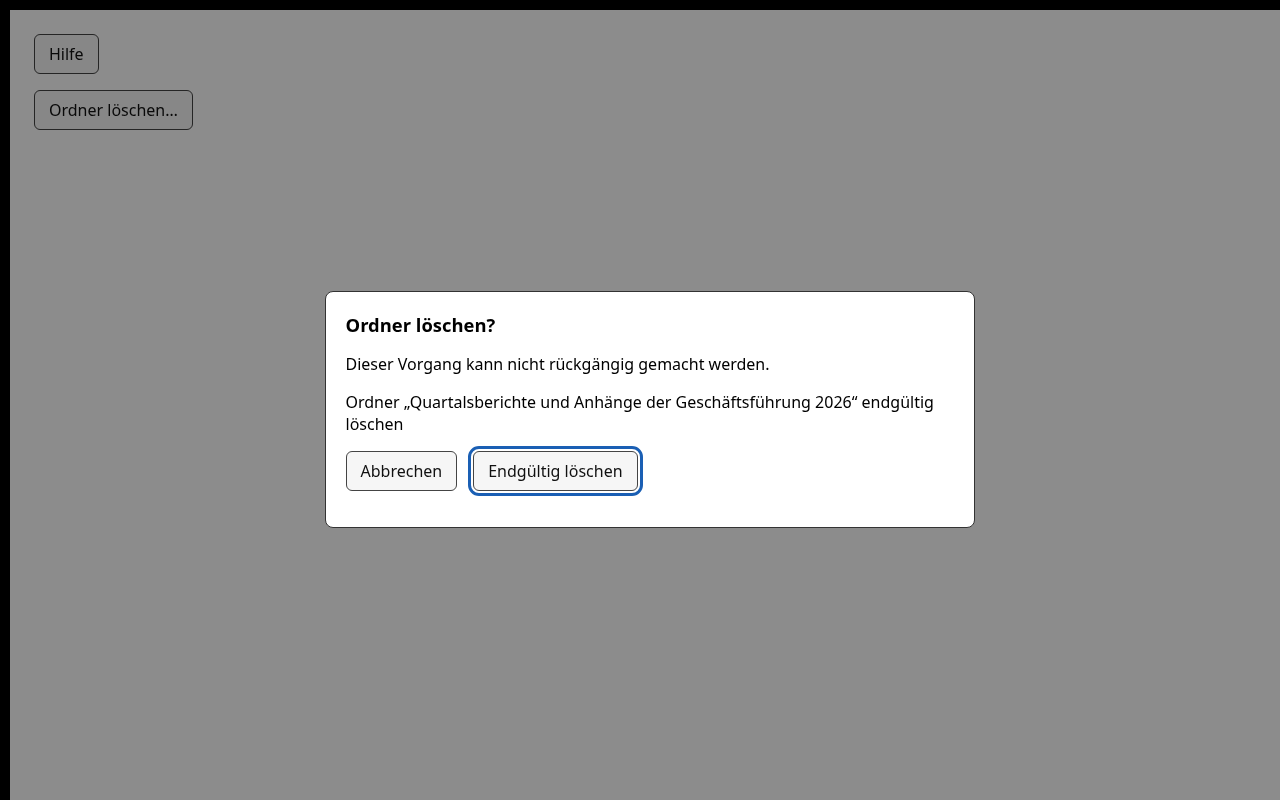 Hilfe
Ordner löschen…
Ordner löschen?
Dieser Vorgang kann nicht rückgängig gemacht werden.
Ordner „Quartalsberichte und Anhänge der Geschäftsführung 2026“ endgültig
löschen
Abbrechen
Endgültig löschen